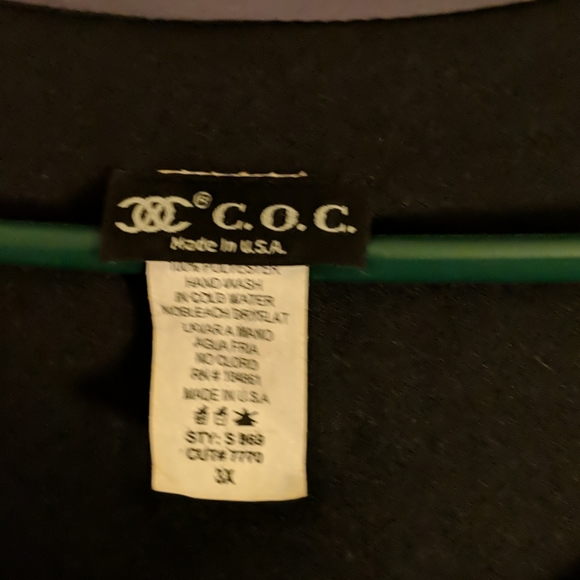 ® C.O.C.
Made in U.S.A.
100% POLYESTER
HAND WASH
IN COLD WATER
NO BLEACH DRY FLAT
LAVAR A MANO
AGUA FRIA
NO CLORO
RN#
MADE IN U.S.A
STY: S 969
CUT# 7770
3X